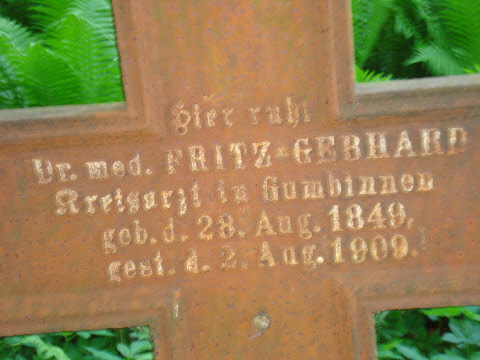 Hier ruht
Dr. med. FRITZ GEBHARD
Kreisarzt in Gumbinnen
geb. d. 28. Aug. 1849,
gest. d. 2. Aug. 1909.